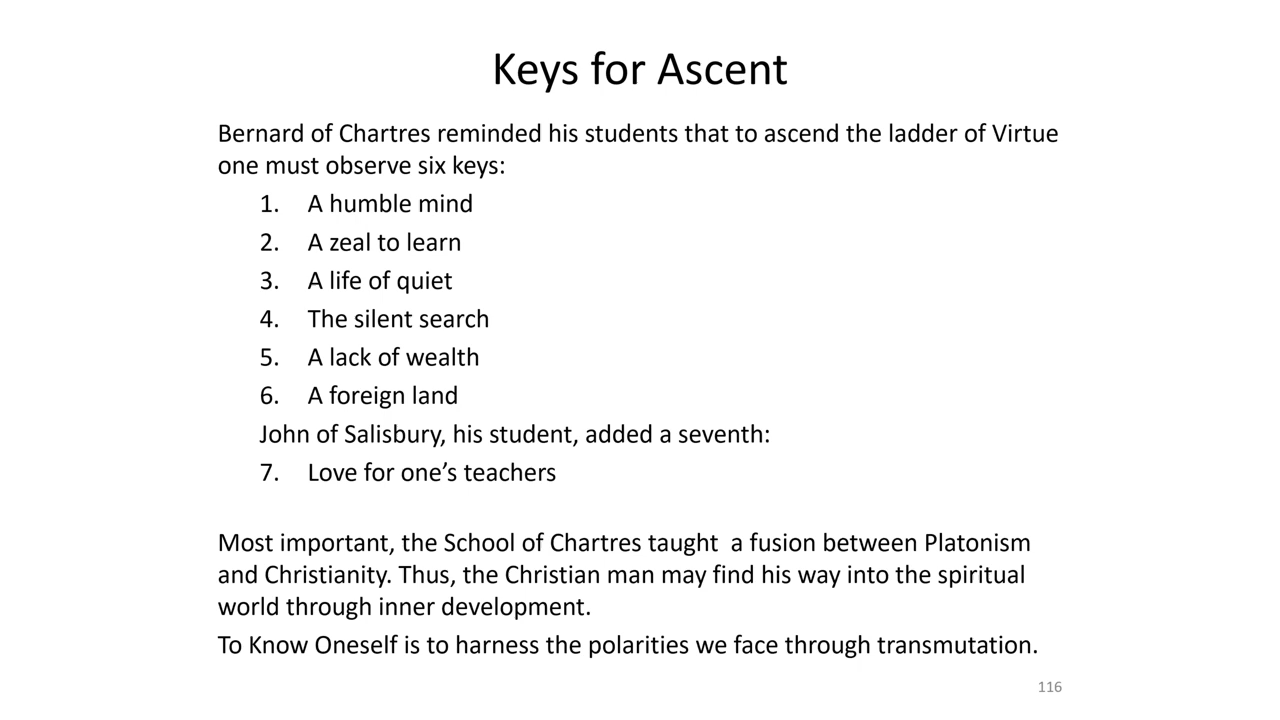 Keys for Ascent
Bernard of Chartres reminded his students that to ascend the ladder of Virtue
one must observe six keys:
1. A humble mind
2. A zeal to learn
3. A life of quiet
4. The silent search
5. A lack of wealth
6. A foreign land
John of Salisbury, his student, added a seventh:
7. Love for one’s teachers
Most important, the School of Chartres taught  a fusion between Platonism
and Christianity. Thus, the Christian man may find his way into the spiritual
world through inner development.
To Know Oneself is to harness the polarities we face through transmutation.
116